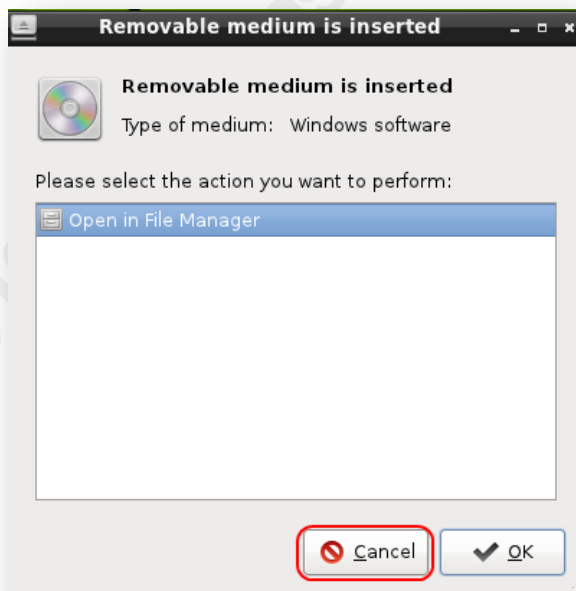 Removable medium is inserted
Removable medium is inserted
Type of medium: Windows software
Please select the action you want to perform:
Open in File Manager
Cancel
OK